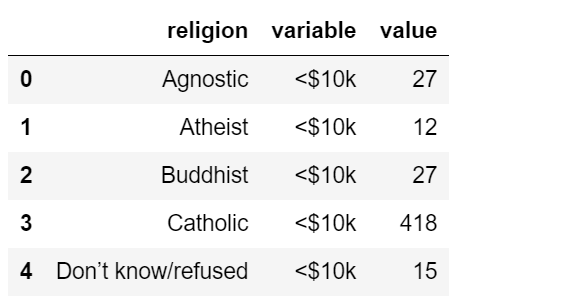 religion variable value
0 Agnostic <$10k 27
1 Atheist <$10k 12
2 Buddhist <$10k 27
3 Catholic <$10k 418
4 Don’t know/refused <$10k 15